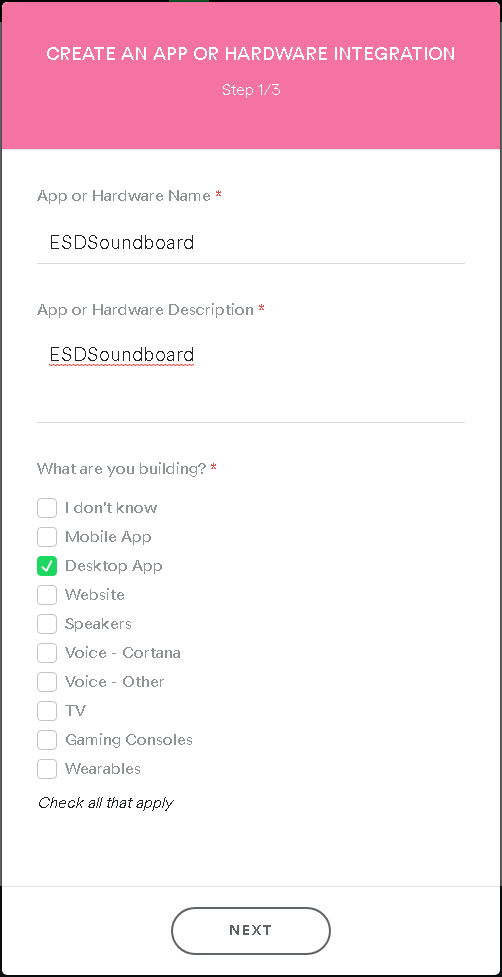 CREATE AN APP OR HARDWARE INTEGRATION
Step 1/3
App or Hardware Name *
ESDSoundboard
App or Hardware Description *
ESDSoundboard
What are you building? *
I don't know
Mobile App
Desktop App
Website
Speakers
Voice - Cortana
Voice - Other
TV
Gaming Consoles
Wearables
Check all that apply
NEXT